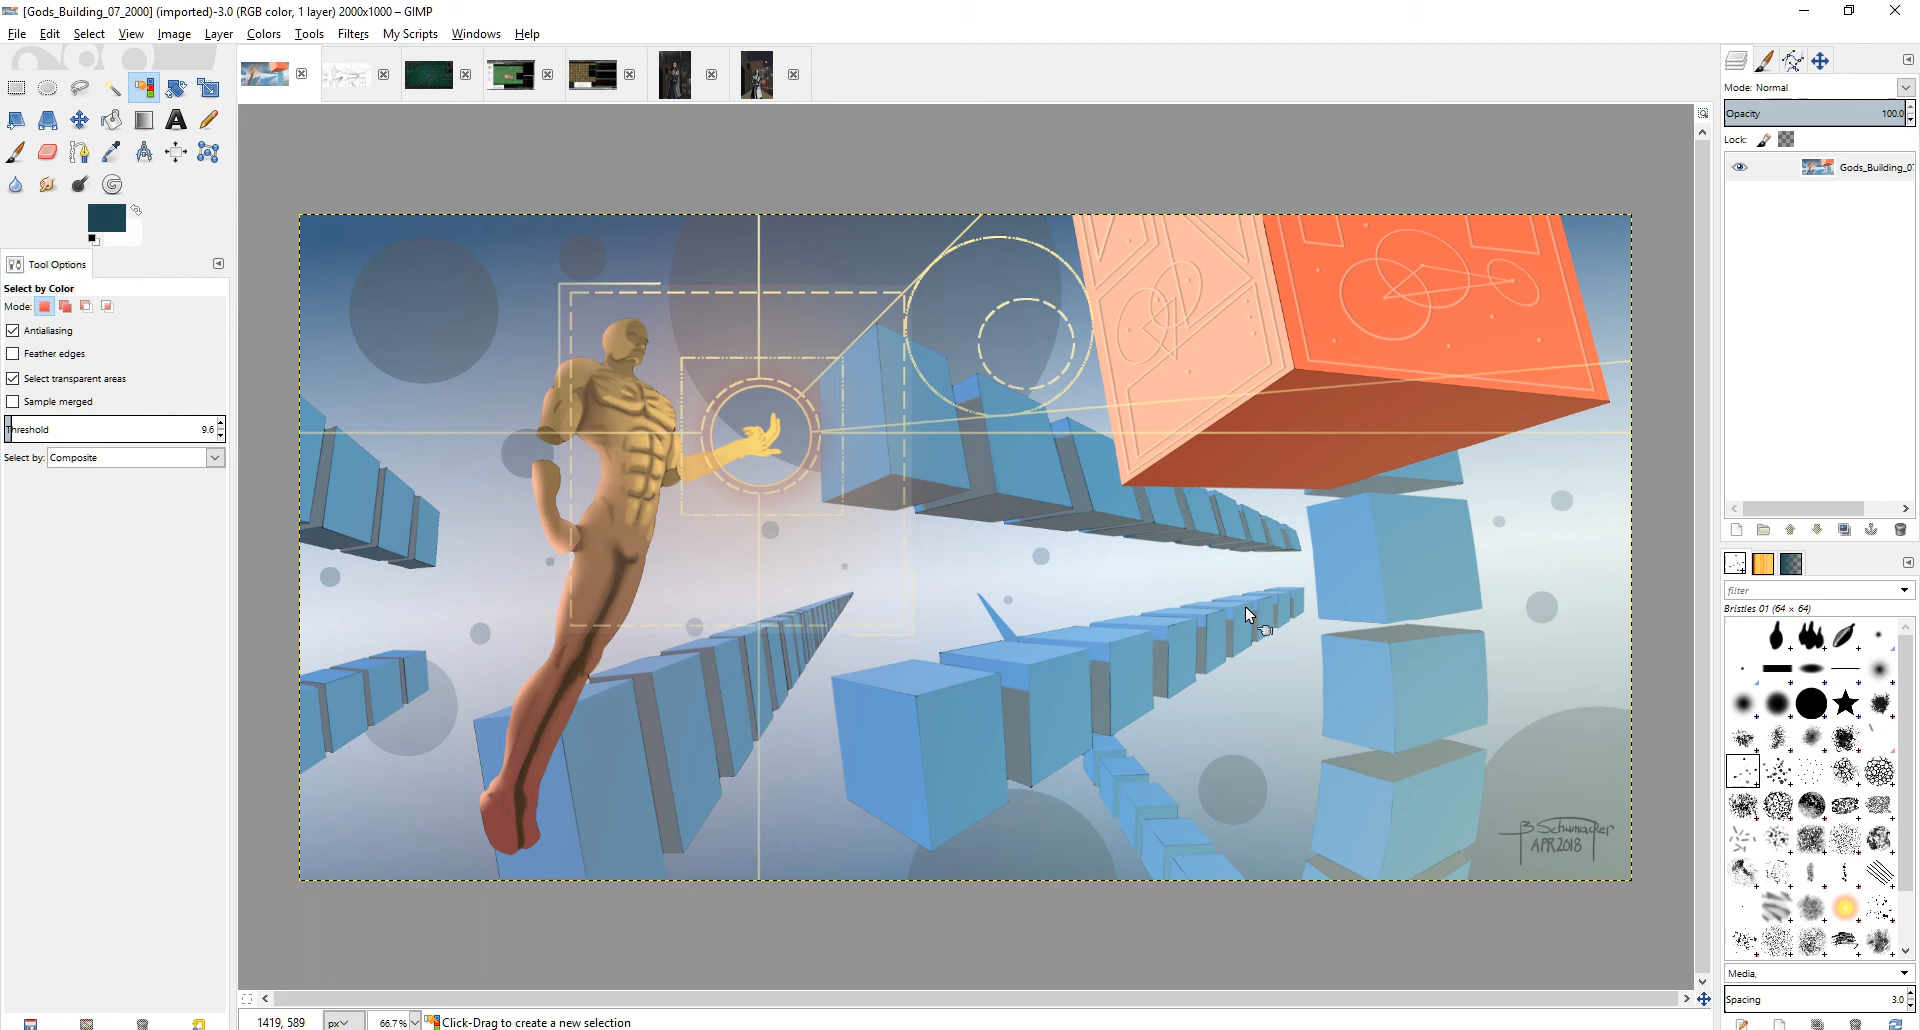 [Gods_Building_07_2000] (imported)-3.0 (RGB color, 1 layer) 2000x1000 – GIMP
File Edit Select View Image Layer Colors Tools Filters My Scripts Windows Help
Mode: Normal
Opacity 100.0
Lock:
Gods_Building_07
Tool Options
Select by Color
Mode:
Antialiasing
Feather edges
Select transparent areas
Sample merged
Threshold 9.6
Select by: Composite
filter
Bristles 01 (64 × 64)
B Schumacker
APR2018
Media,
Spacing 3.0
1419, 589 px 66.7% Click-Drag to create a new selection